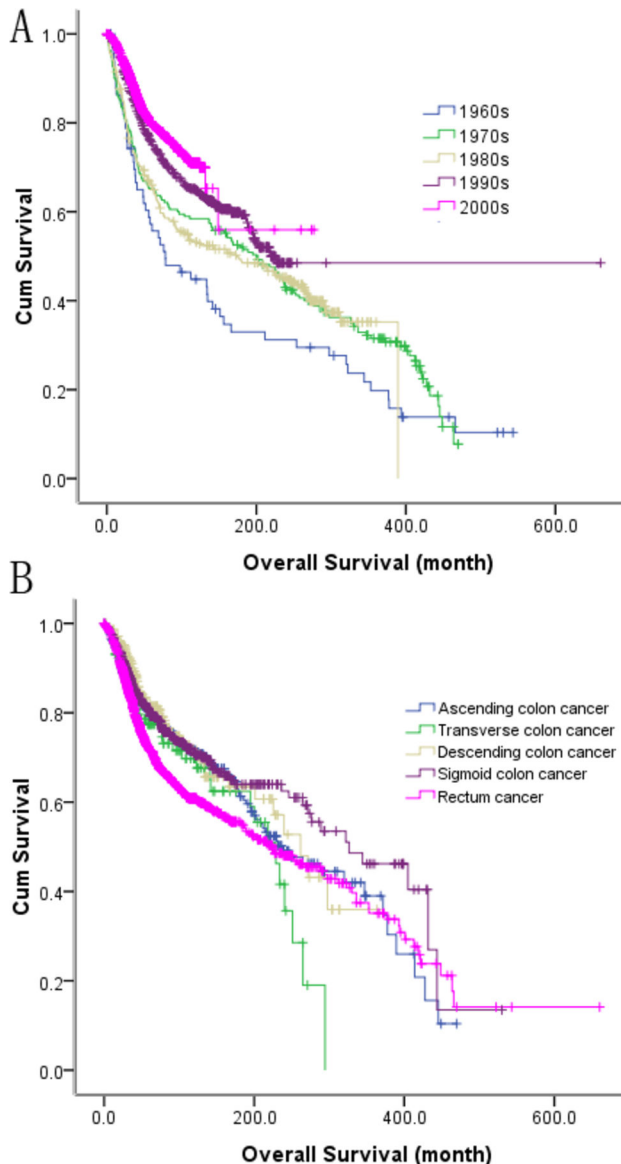 A
1.0
0.8
0.6
0.4
0.2
0.0
Cum Survival
1960s
1970s
1980s
1990s
2000s
0.0 200.0 400.0 600.0
Overall Survival (month)
B
1.0
0.8
0.6
0.4
0.2
0.0
Cum Survival
Ascending colon cancer
Transverse colon cancer
Descending colon cancer
Sigmoid colon cancer
Rectum cancer
0.0 200.0 400.0 600.0
Overall Survival (month)